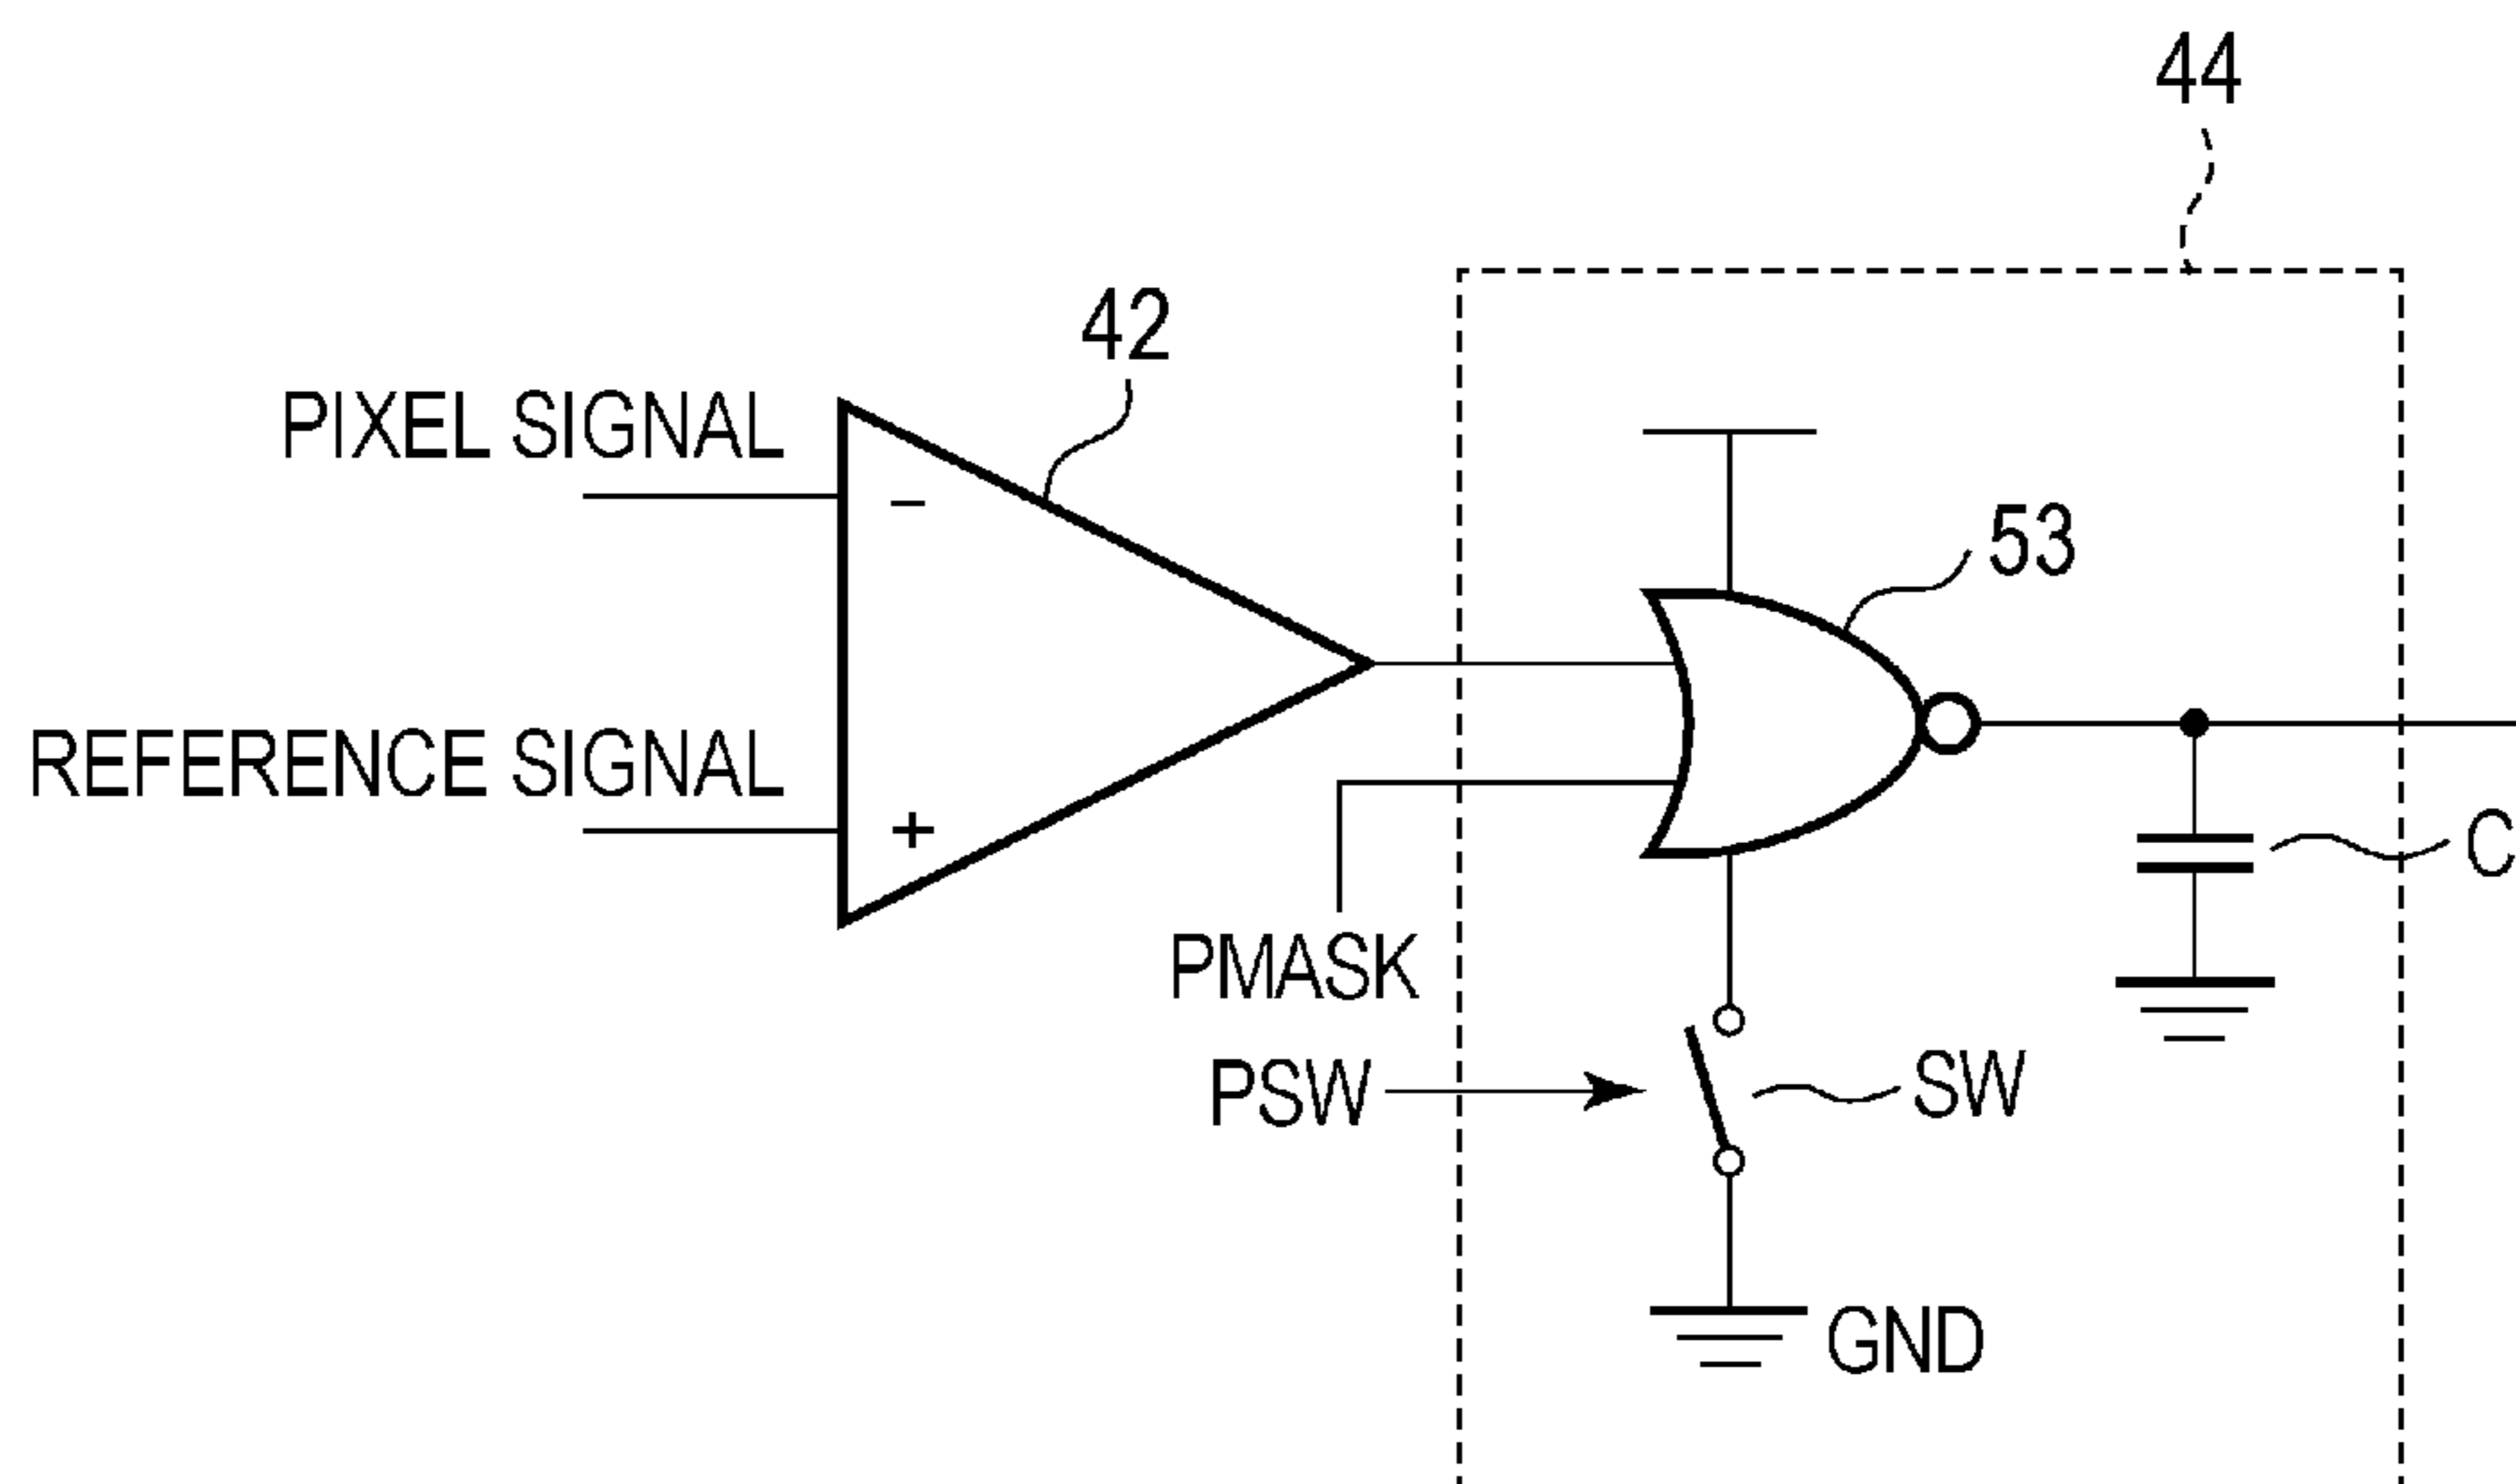 44
42
PIXEL SIGNAL
−
53
REFERENCE SIGNAL
+
C
PMASK
PSW
SW
GND